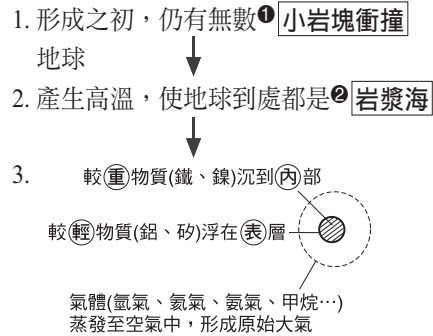 1. 形成之初，仍有無數❶小岩塊衝撞
地球
2. 產生高溫，使地球到處都是❷岩漿海
3.
較重物質(鐵、鎳)沉到內部
較輕物質(鋁、矽)浮在表層
氣體(氫氣、氦氣、氨氣、甲烷…)
蒸發至空氣中，形成原始大氣